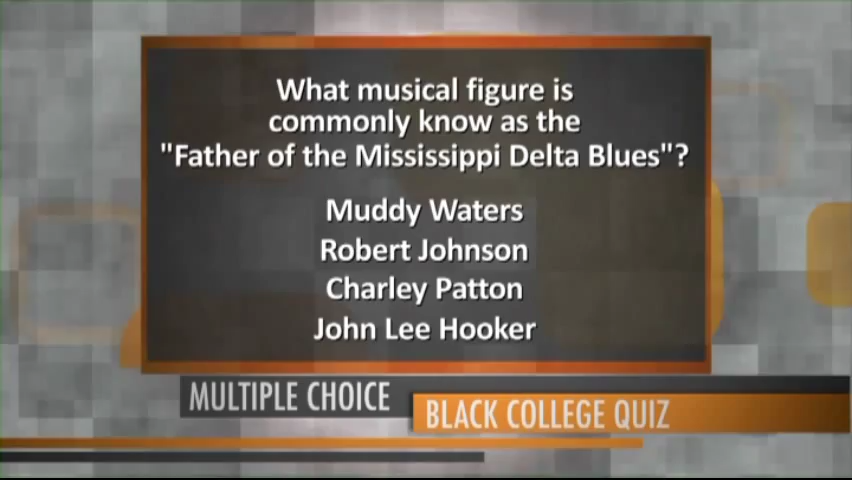 What musical figure is
commonly know as the
"Father of the Mississippi Delta Blues"?
Muddy Waters
Robert Johnson
Charley Patton
John Lee Hooker
MULTIPLE CHOICE
BLACK COLLEGE QUIZ